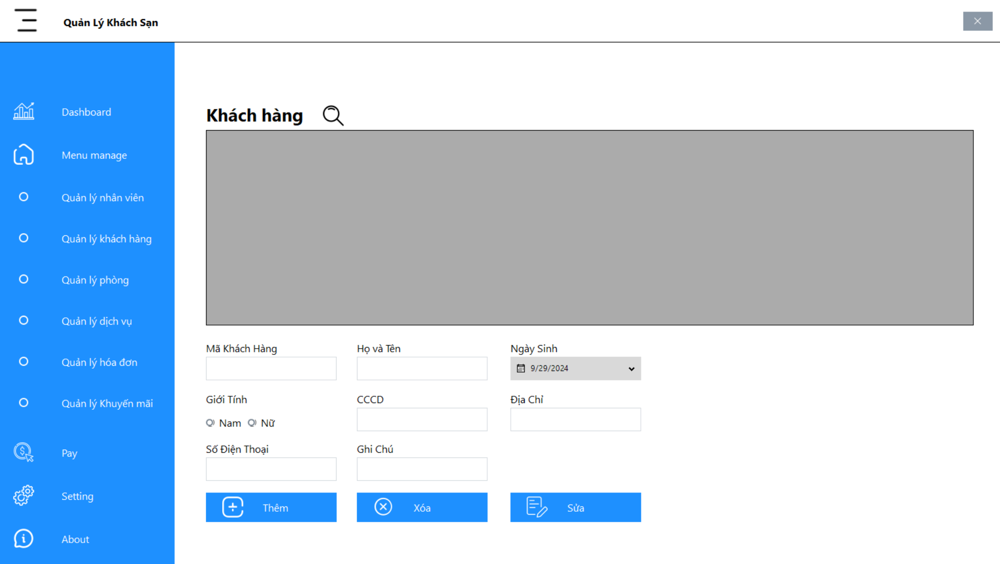 Quản Lý Khách Sạn
Dashboard
Menu manage
Quản lý nhân viên
Quản lý khách hàng
Quản lý phòng
Quản lý dịch vụ
Quản lý hóa đơn
Quản lý Khuyến mãi
Pay
Setting
About
Khách hàng
Mã Khách Hàng
Họ và Tên
Ngày Sinh
9/29/2024
Giới Tính
CCCD
Địa Chỉ
Nam
Nữ
Số Điện Thoại
Ghi Chú
Thêm
Xóa
Sửa